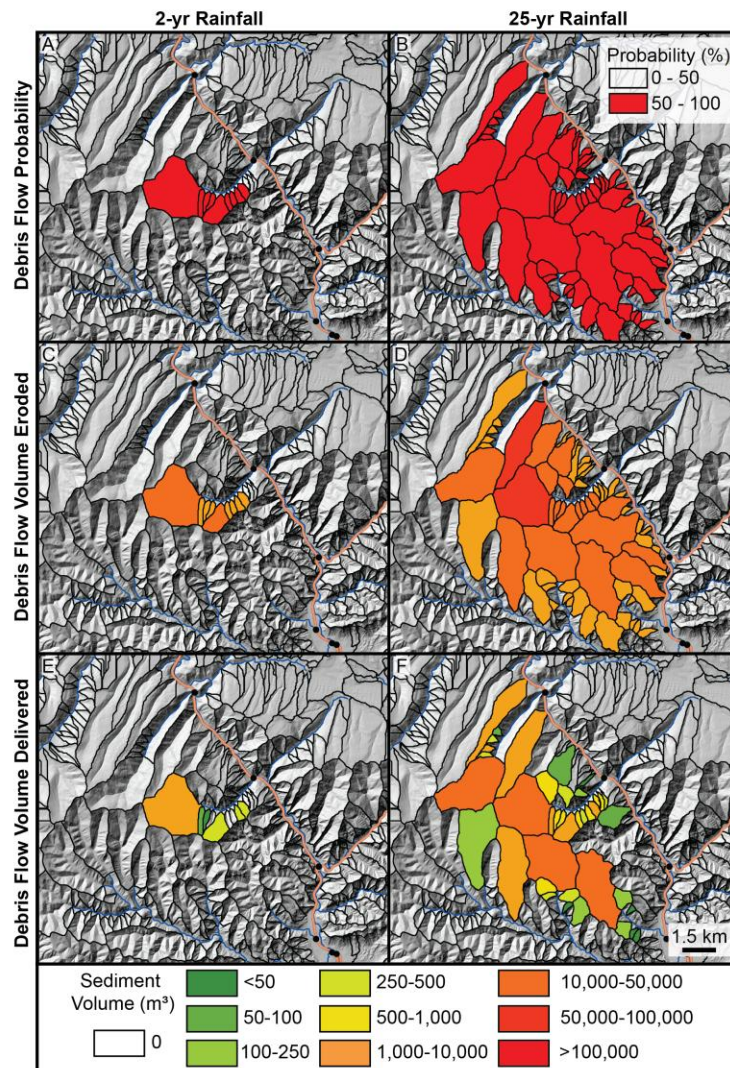 2-yr Rainfall
25-yr Rainfall
Debris Flow Probability
A
B
Probability (%)
0 - 50
50 - 100
Debris Flow Volume Eroded
C
D
Debris Flow Volume Delivered
E
F
1.5 km
Sediment
Volume (m³)
0
<50
50-100
100-250
250-500
500-1,000
1,000-10,000
10,000-50,000
50,000-100,000
>100,000